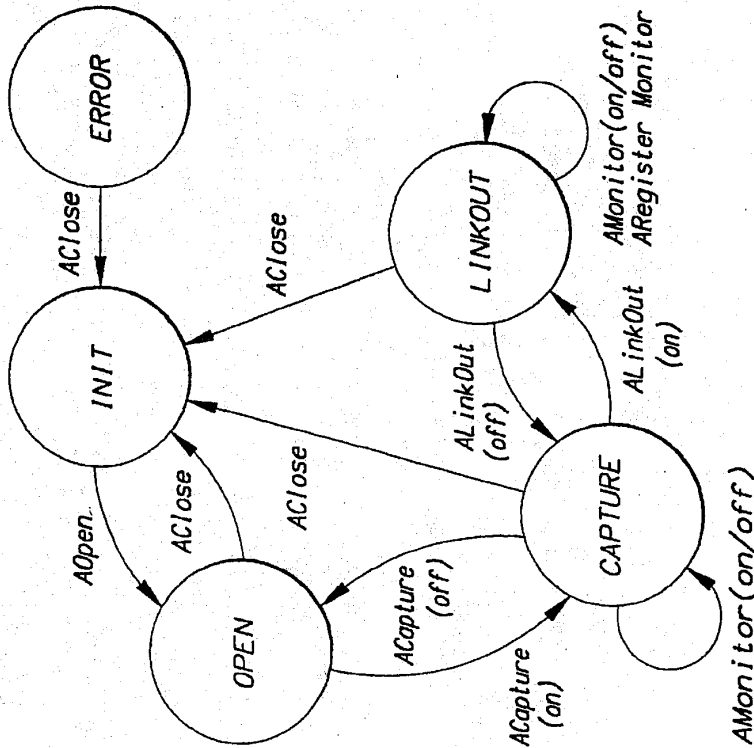 ERROR
AClose
INIT
LINKOUT
AMonitor(on/off)
ARegister Monitor
AClose
AOpen
AClose
AClose
ALinkOut
(off)
ALinkOut
(on)
OPEN
ACapture
(off)
CAPTURE
ACapture
(on)
AMonitor(on/off)